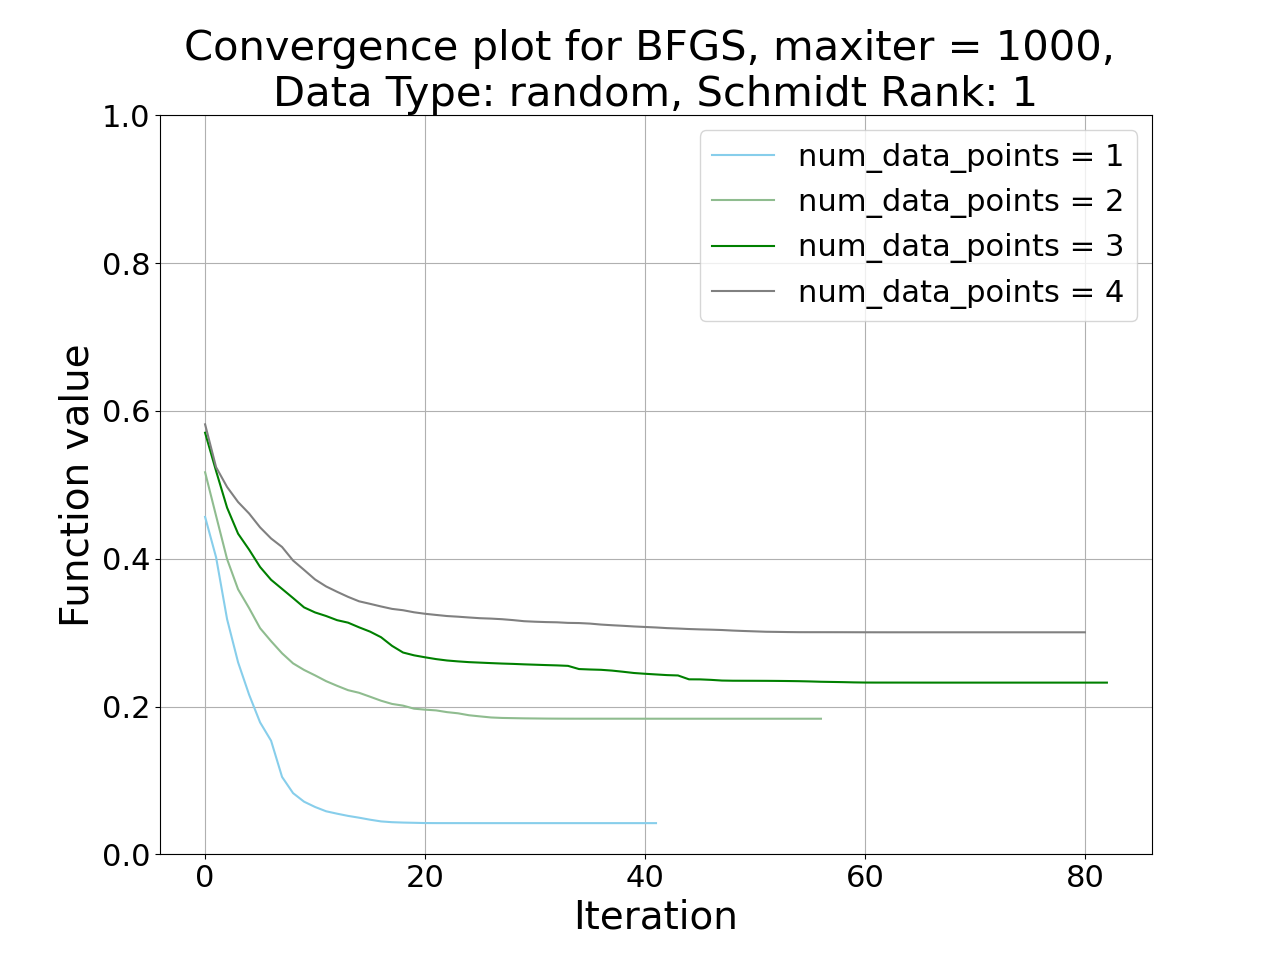 Convergence plot for BFGS, maxiter = 1000,
Data Type: random, Schmidt Rank: 1
1.0
0.8
0.6
0.4
0.2
0.0
Function value
num_data_points = 1
num_data_points = 2
num_data_points = 3
num_data_points = 4
0 20 40 60 80
Iteration